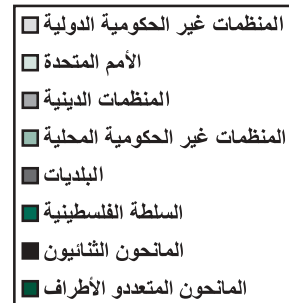 المنظمات غير الحكومية الدولية
الأمم المتحدة
المنظمات الدينية
المنظمات غير الحكومية المحلية
البلديات
السلطة الفلسطينية
المانحون الثنائيون
المانحون المتعددو الأطراف